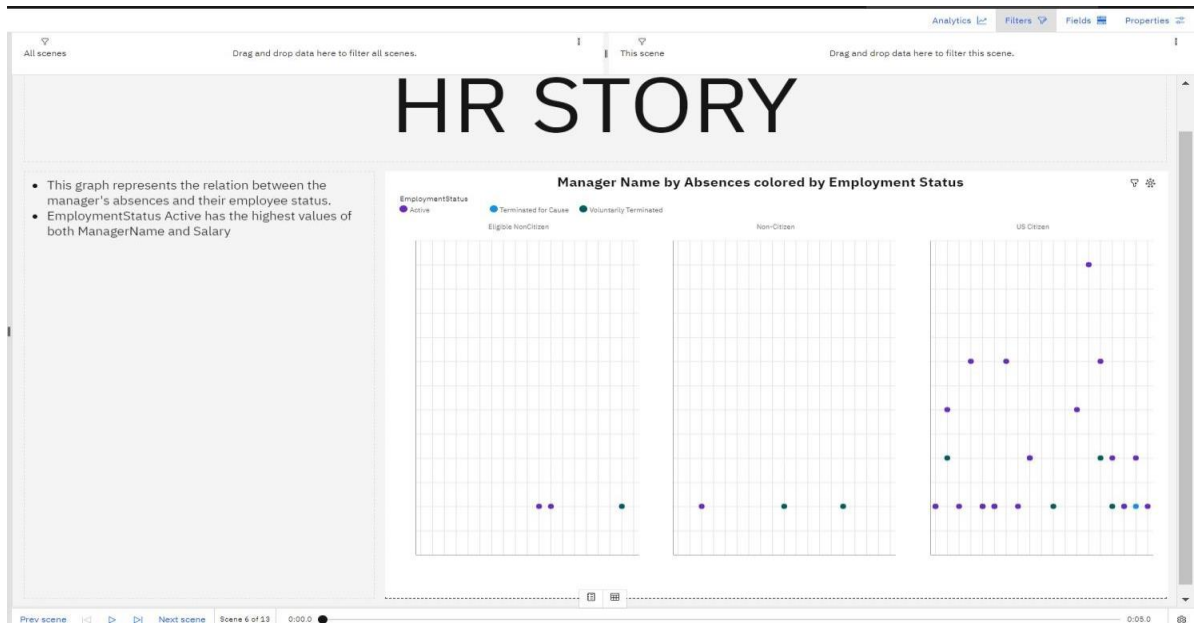 Analytics Filters Fields Properties
All scenes Drag and drop data here to filter all scenes.
This scene Drag and drop data here to filter this scene.
HR STORY
• This graph represents the relation between the
manager's absences and their employee status.
• EmploymentStatus Active has the highest values of
both ManagerName and Salary
Manager Name by Absences colored by Employment Status
EmploymentStatus
Active Terminated for Cause Voluntarily Terminated
Eligible NonCitizen Non-Citizen US Citizen
Prev scene Next scene Scene 6 of 13 0:00.0 0:05.0